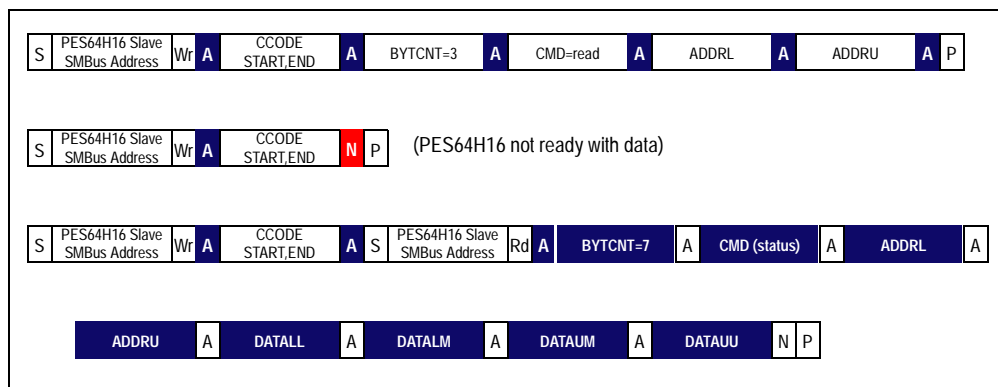 S PES64H16 Slave SMBus Address Wr A CCODE START,END A BYTCNT=3 A CMD=read A ADDRL A ADDRU A P
S PES64H16 Slave SMBus Address Wr A CCODE START,END N P (PES64H16 not ready with data)
S PES64H16 Slave SMBus Address Wr A CCODE START,END A S PES64H16 Slave SMBus Address Rd A BYTCNT=7 A CMD (status) A ADDRL A
ADDRU A DATALL A DATALM A DATAUM A DATAUU N P